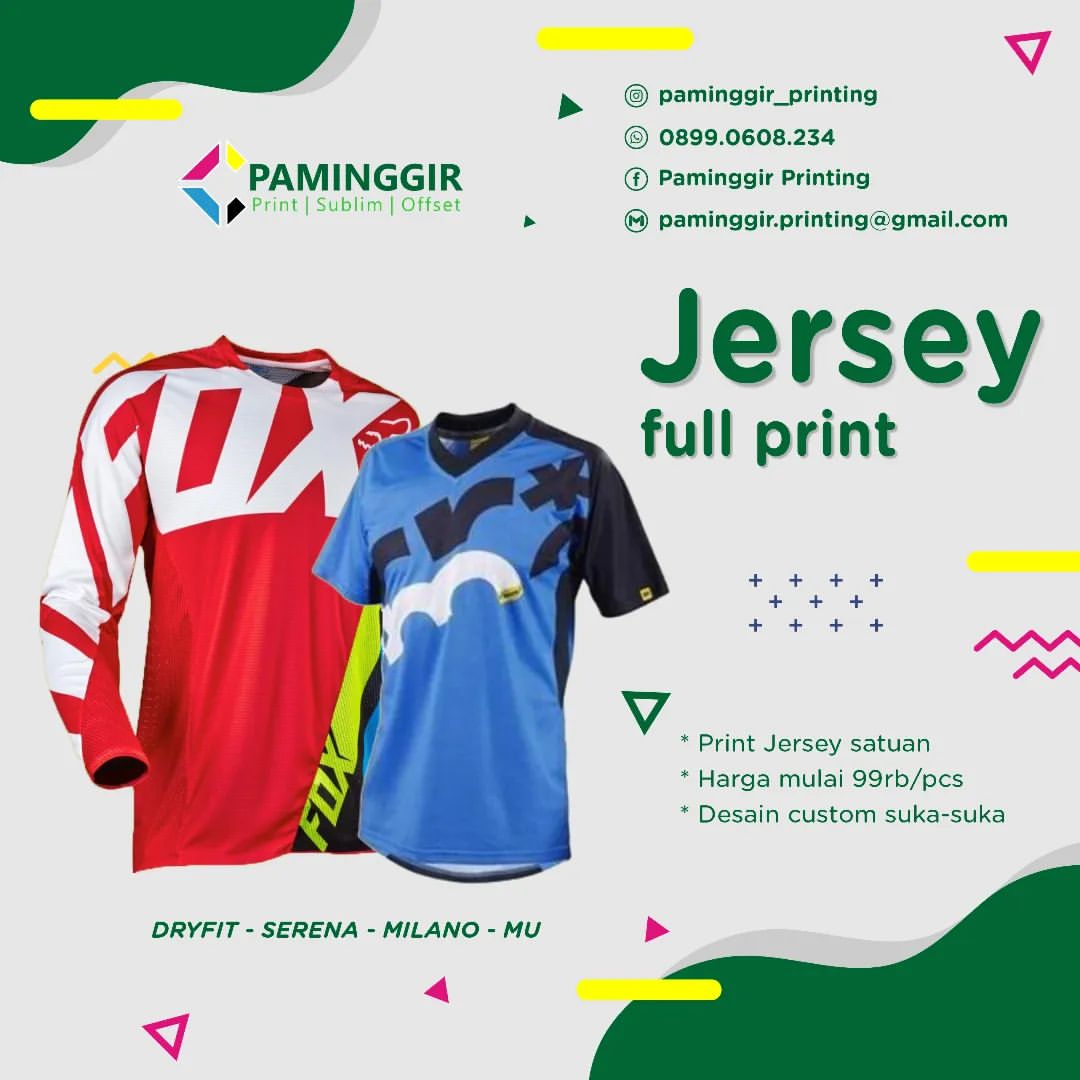 paminggir_printing
0899.0608.234
Paminggir Printing
paminggir.printing@gmail.com
PAMINGGIR
Print | Sublim | Offset
Jersey
full print
FOX
FOX
* Print Jersey satuan
* Harga mulai 99rb/pcs
* Desain custom suka-suka
DRYFIT - SERENA - MILANO - MU